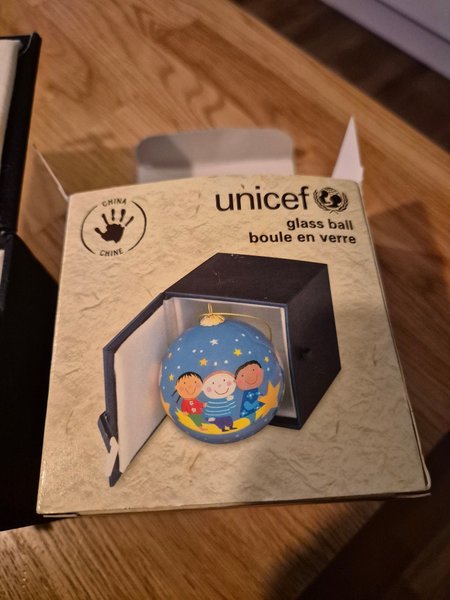 CHINA
CHINE
unicef
glass ball
boule en verre